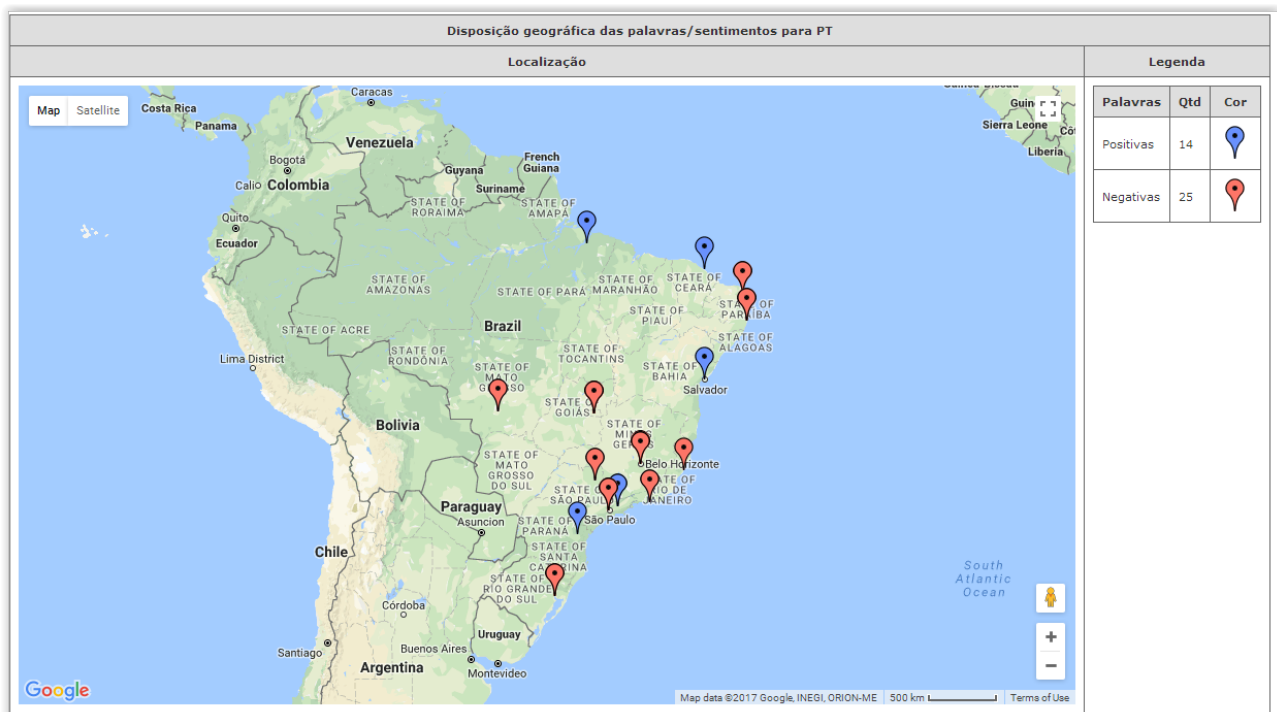 Disposição geográfica das palavras/sentimentos para PT
Localização
Legenda
Map
Satellite
Palavras Qtd Cor
Positivas 14
Negativas 25
Costa Rica
Panama
Caracas
Venezuela
Bogotá
Cali
Colombia
Guyana
Suriname
French
Guiana
Sierra Leone
Liberia
Quito
Ecuador
STATE OF
RORAIMA
STATE OF
AMAPÁ
STATE OF
AMAZONAS
STATE OF PARÁ
STATE OF
MARANHÃO
STATE OF
CEARÁ
STATE OF
PIAUÍ
STATE OF
PARAÍBA
STATE OF
ALAGOAS
STATE OF ACRE
Brazil
STATE OF
RONDÔNIA
STATE OF
TOCANTINS
STATE OF
BAHIA
Salvador
Lima District
STATE OF
MATO
GROSSO
STATE OF
GOIÁS
Bolivia
STATE OF
MINAS
GERAIS
Belo Horizonte
STATE OF
MATO
GROSSO
DO SUL
STATE OF
SÃO PAULO
STATE OF
RIO DE
JANEIRO
São Paulo
Paraguay
Asuncion
STATE OF
PARANÁ
STATE OF
SANTA
CATARINA
STATE OF
RIO GRANDE
DO SUL
Chile
Córdoba
Santiago
Uruguay
Buenos Aires
Montevideo
Argentina
South
Atlantic
Ocean
Google
Map data ©2017 Google, INEGI, ORION-ME
500 km
Terms of Use